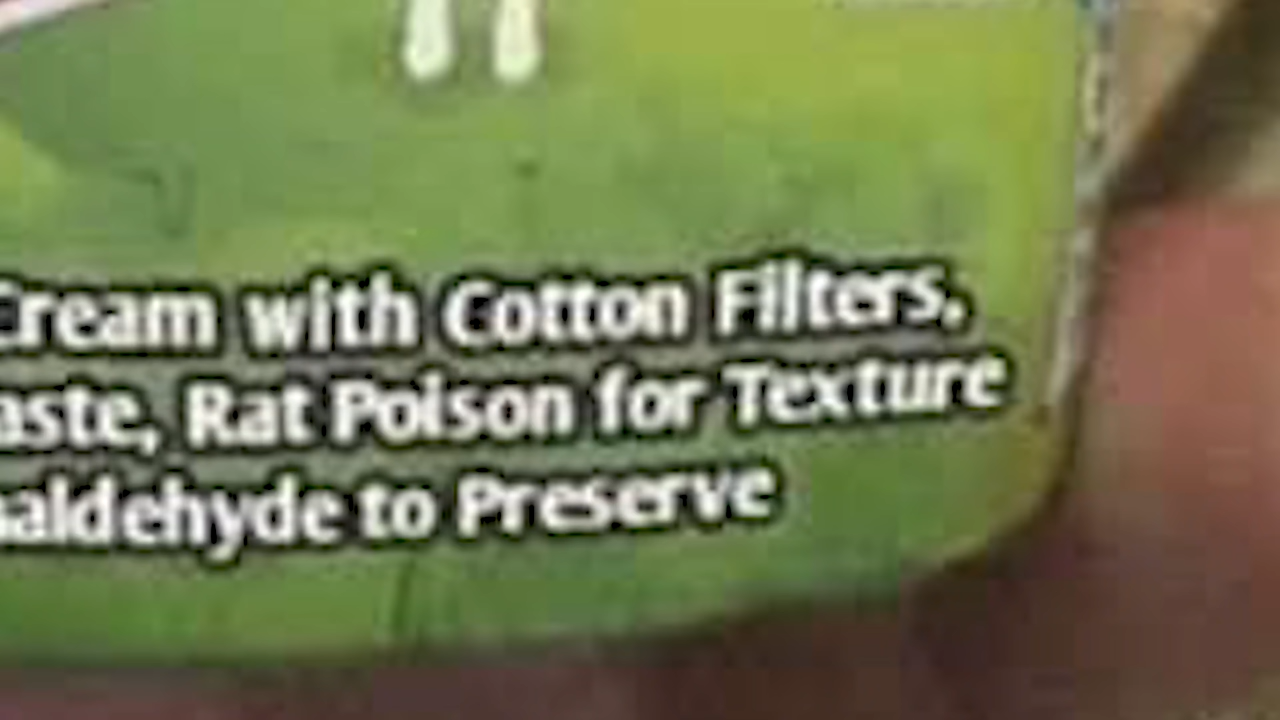 Cream with Cotton Filters,
aste, Rat Poison for Texture
aldehyde to Preserve